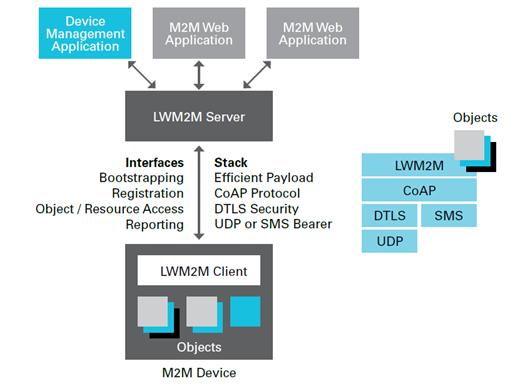 Device
Management
Application
M2M Web
Application
M2M Web
Application
LWM2M Server
Interfaces
Bootstrapping
Registration
Object / Resource Access
Reporting
Stack
Efficient Payload
CoAP Protocol
DTLS Security
UDP or SMS Bearer
LWM2M Client
Objects
M2M Device
Objects
LWM2M
CoAP
DTLS
SMS
UDP